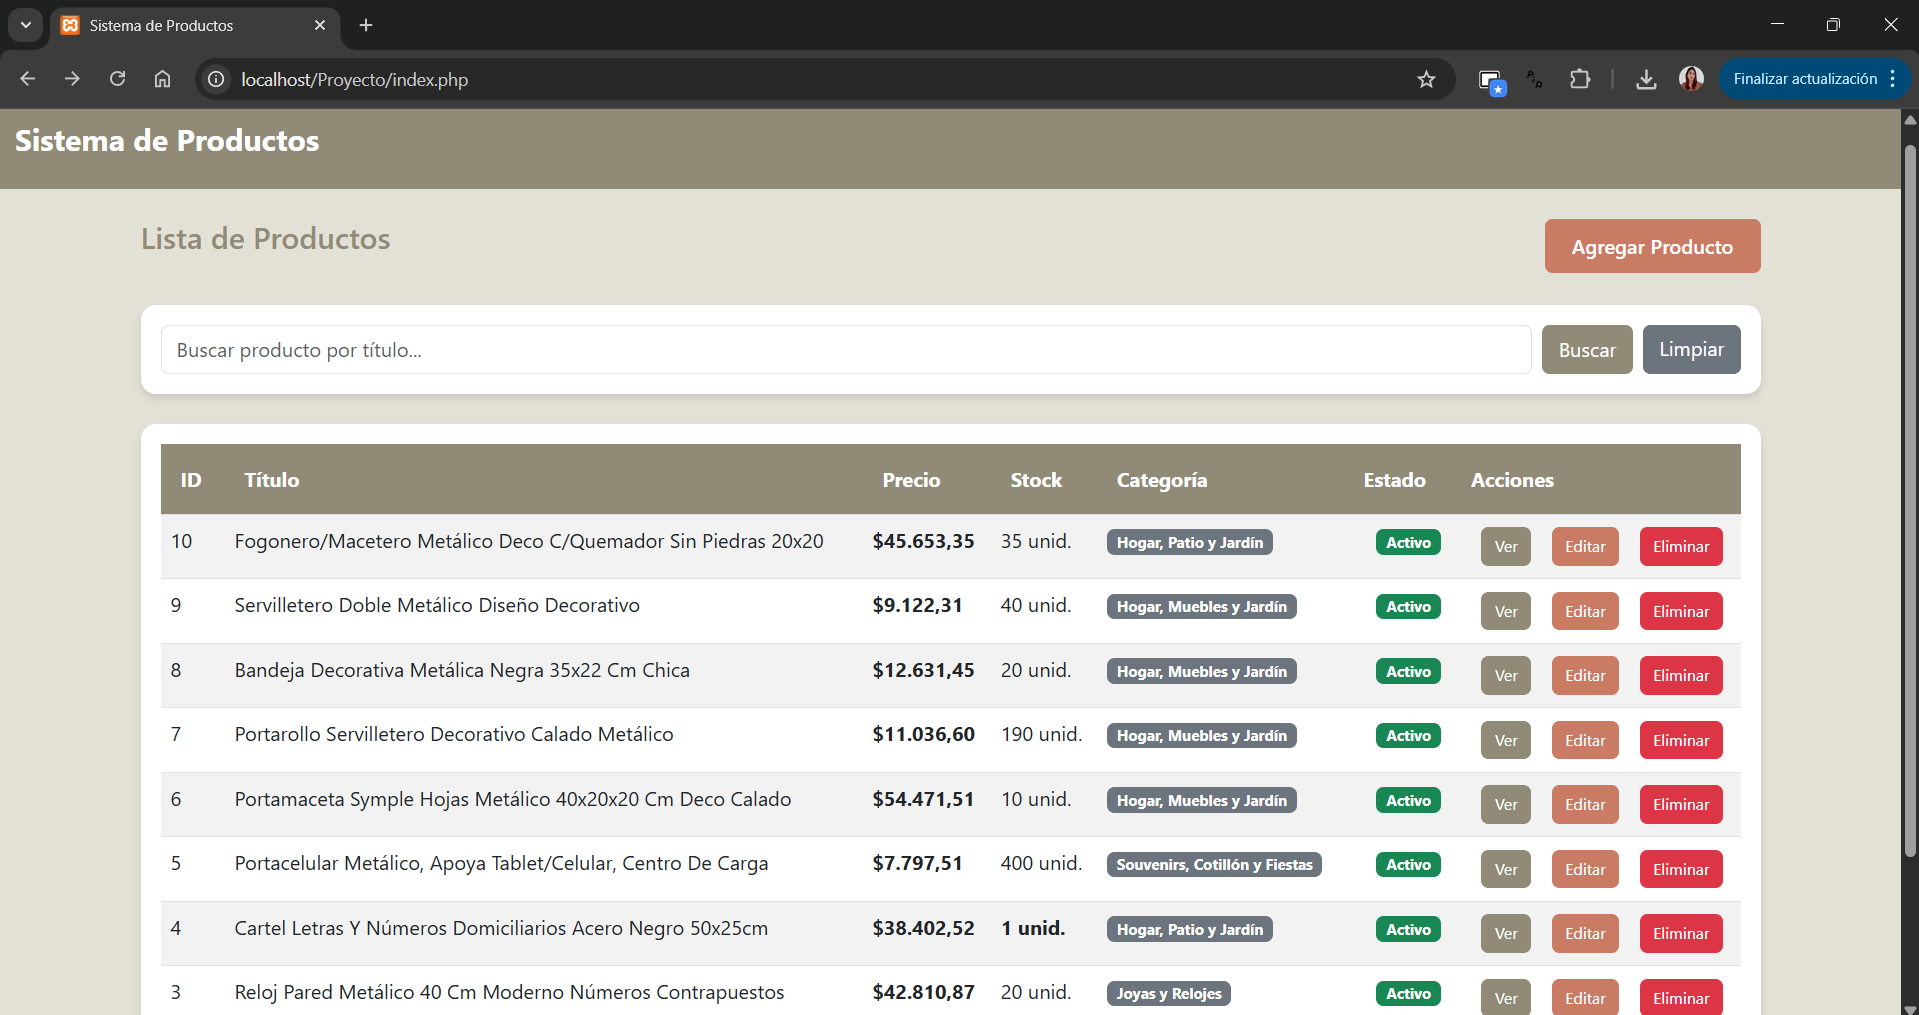 Sistema de Productos
localhost/Proyecto/index.php
Finalizar actualización
Sistema de Productos
Lista de Productos
Agregar Producto
Buscar producto por título...
Buscar
Limpiar
ID Título Precio Stock Categoría Estado Acciones
10 Fogonero/Macetero Metálico Deco C/Quemador Sin Piedras 20x20 $45.653,35 35 unid. Hogar, Patio y Jardín Activo Ver Editar Eliminar
9 Servilletero Doble Metálico Diseño Decorativo $9.122,31 40 unid. Hogar, Muebles y Jardín Activo Ver Editar Eliminar
8 Bandeja Decorativa Metálica Negra 35x22 Cm Chica $12.631,45 20 unid. Hogar, Muebles y Jardín Activo Ver Editar Eliminar
7 Portarollo Servilletero Decorativo Calado Metálico $11.036,60 190 unid. Hogar, Muebles y Jardín Activo Ver Editar Eliminar
6 Portamaceta Symple Hojas Metálico 40x20x20 Cm Deco Calado $54.471,51 10 unid. Hogar, Muebles y Jardín Activo Ver Editar Eliminar
5 Portacelular Metálico, Apoya Tablet/Celular, Centro De Carga $7.797,51 400 unid. Souvenirs, Cotillón y Fiestas Activo Ver Editar Eliminar
4 Cartel Letras Y Números Domiciliarios Acero Negro 50x25cm $38.402,52 1 unid. Hogar, Patio y Jardín Activo Ver Editar Eliminar
3 Reloj Pared Metálico 40 Cm Moderno Números Contrapuestos $42.810,87 20 unid. Joyas y Relojes Activo Ver Editar Eliminar